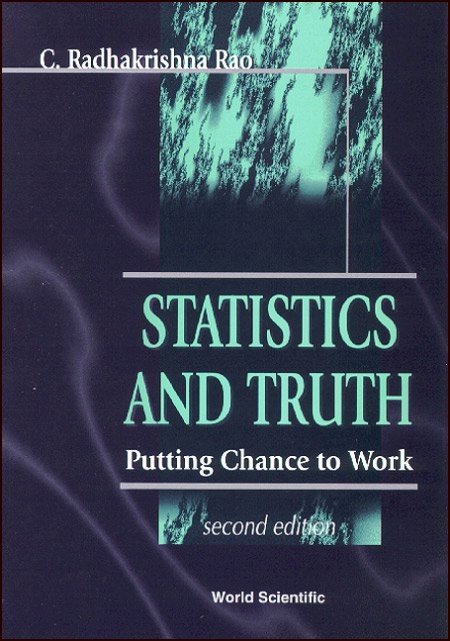 C. Radhakrishna Rao
STATISTICS
AND TRUTH
Putting Chance to Work
second edition
World Scientific